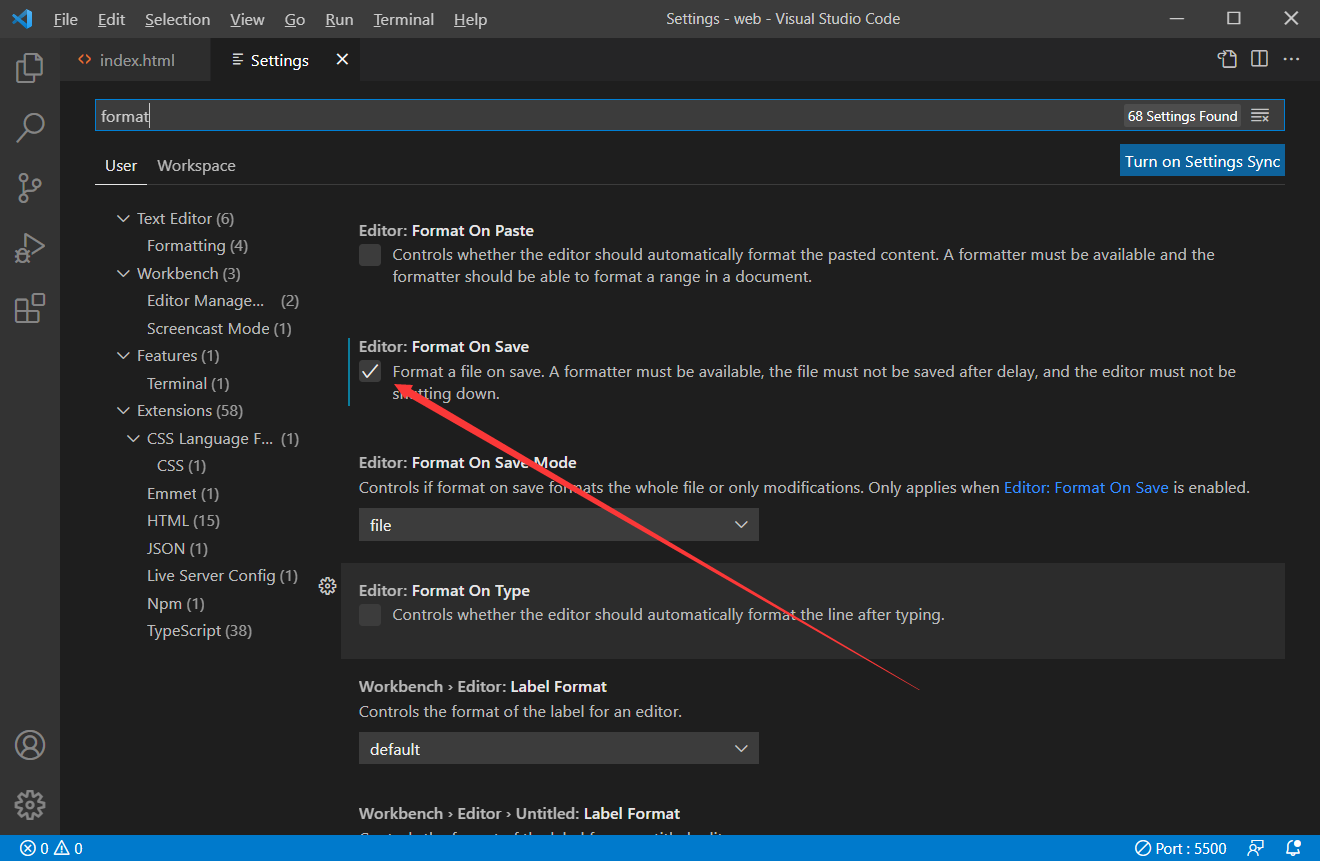 File Edit Selection View Go Run Terminal Help Settings - web - Visual Studio Code
index.html Settings
format 68 Settings Found
User Workspace Turn on Settings Sync
Text Editor (6)
Formatting (4)
Workbench (3)
Editor Manage... (2)
Screencast Mode (1)
Features (1)
Terminal (1)
Extensions (58)
CSS Language F... (1)
CSS (1)
Emmet (1)
HTML (15)
JSON (1)
Live Server Config (1)
Npm (1)
TypeScript (38)
Editor: Format On Paste
Controls whether the editor should automatically format the pasted content. A formatter must be available and the
formatter should be able to format a range in a document.
Editor: Format On Save
Format a file on save. A formatter must be available, the file must not be saved after delay, and the editor must not be
shutting down.
Editor: Format On Save Mode
Controls if format on save formats the whole file or only modifications. Only applies when Editor: Format On Save is enabled.
file
Editor: Format On Type
Controls whether the editor should automatically format the line after typing.
Workbench › Editor: Label Format
Controls the format of the label for an editor.
default
Workbench › Editor › Untitled: Label Format
0 0 Port : 5500